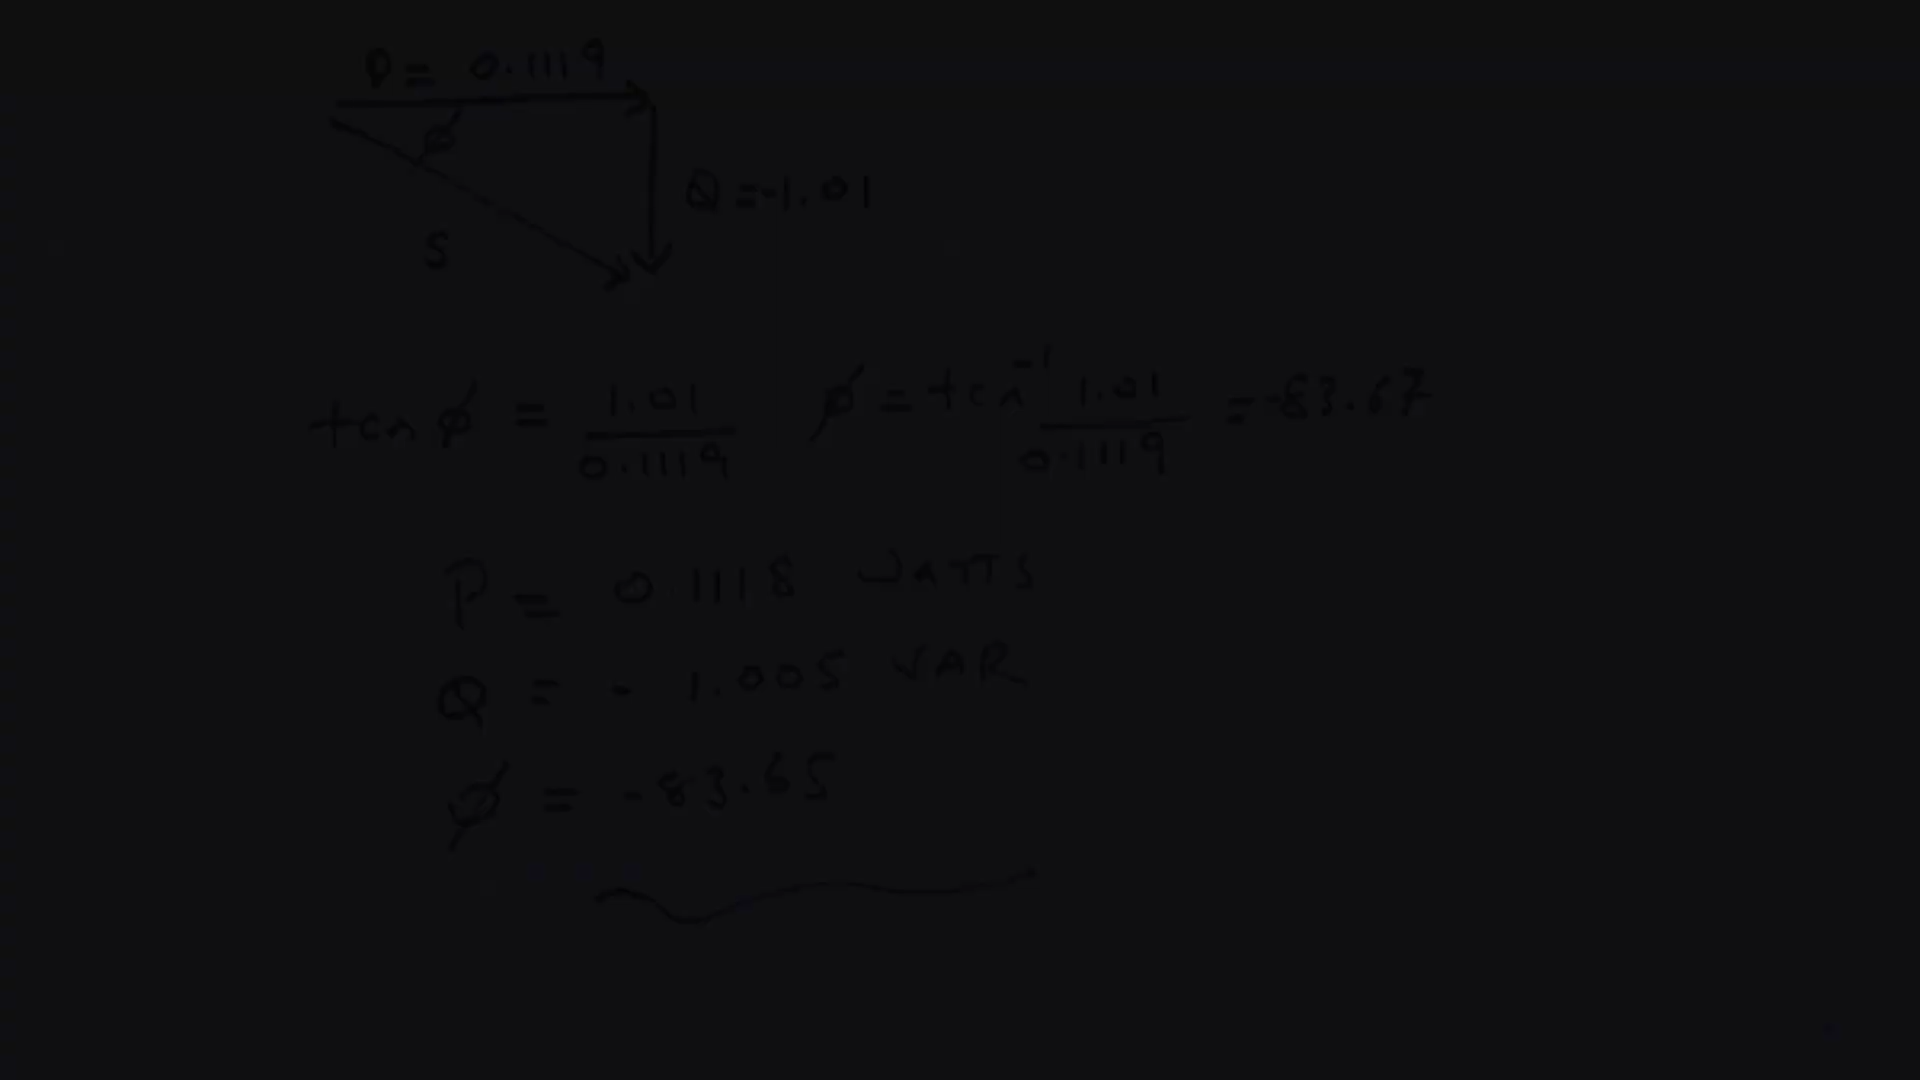 P = 0.1119
φ
Q = -1.01
S
tan φ = 1.01 / 0.1119 φ = tan⁻¹ 1.01 / 0.1119 = -83.67
P = 0.1118 WATTS
Q = - 1.005 VAR
φ = - 83.65